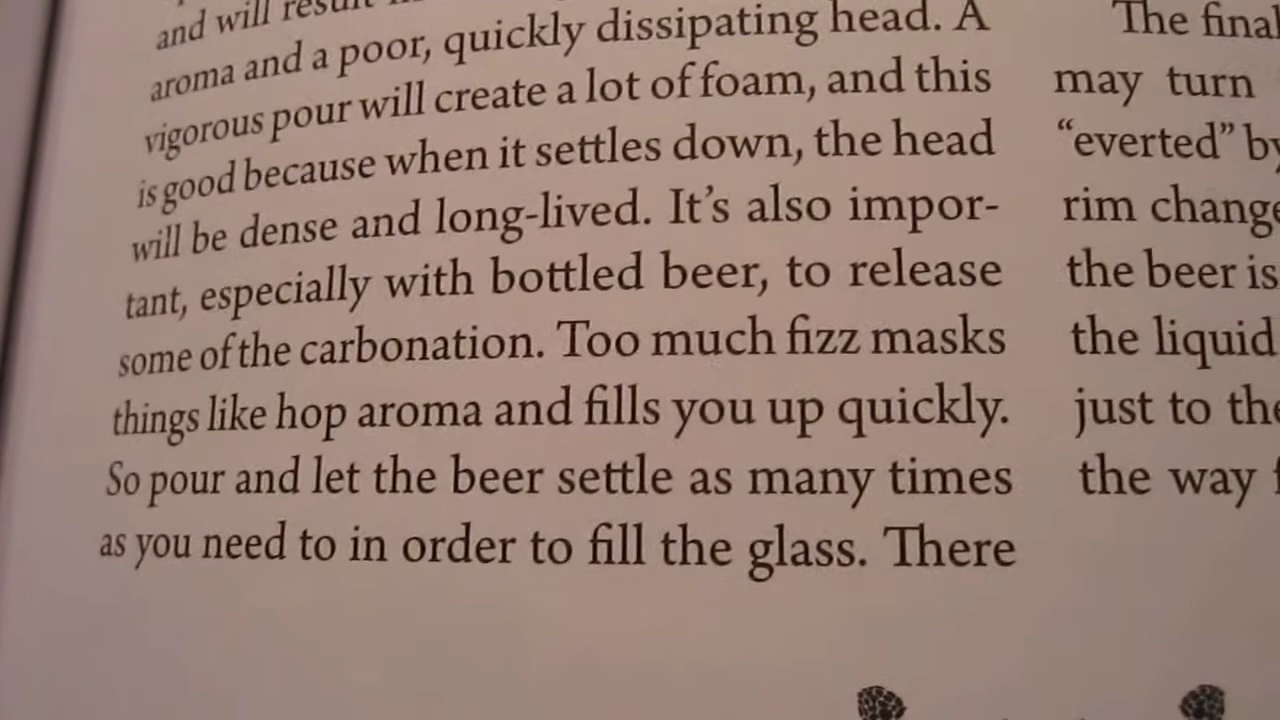 and will result
aroma and a poor, quickly dissipating head. A
vigorous pour will create a lot of foam, and this
is good because when it settles down, the head
will be dense and long-lived. It's also impor-
tant, especially with bottled beer, to release
some of the carbonation. Too much fizz masks
things like hop aroma and fills you up quickly.
So pour and let the beer settle as many times
as you need to in order to fill the glass. There
The final
may turn
“everted” by
rim change
the beer is
the liquid
just to the
the way